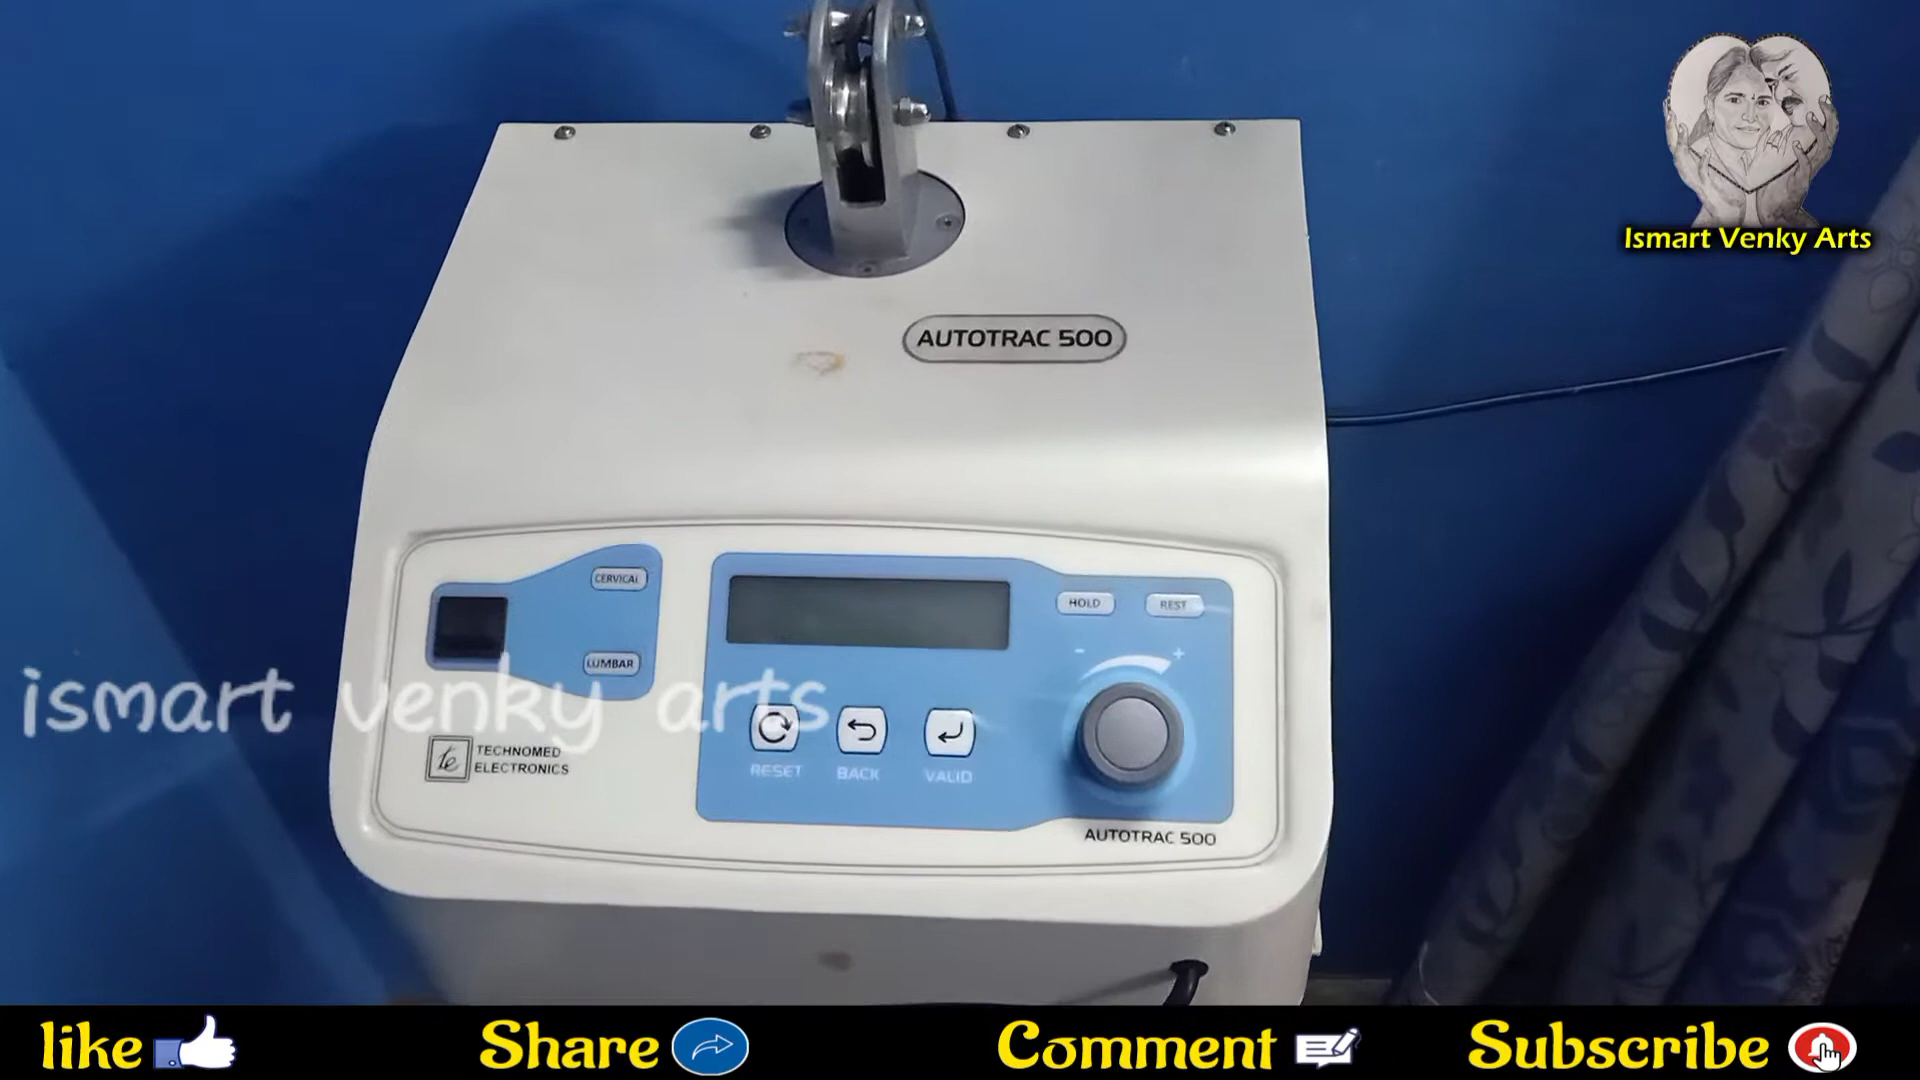 Ismart Venky Arts
AUTOTRAC 500
CERVICAL
HOLD
REST
LUMBAR
- +
ismart venky arts
TECHNOMED
ELECTRONICS
te
RESET
BACK
VALID
AUTOTRAC 500
like
Share
Comment
Subscribe